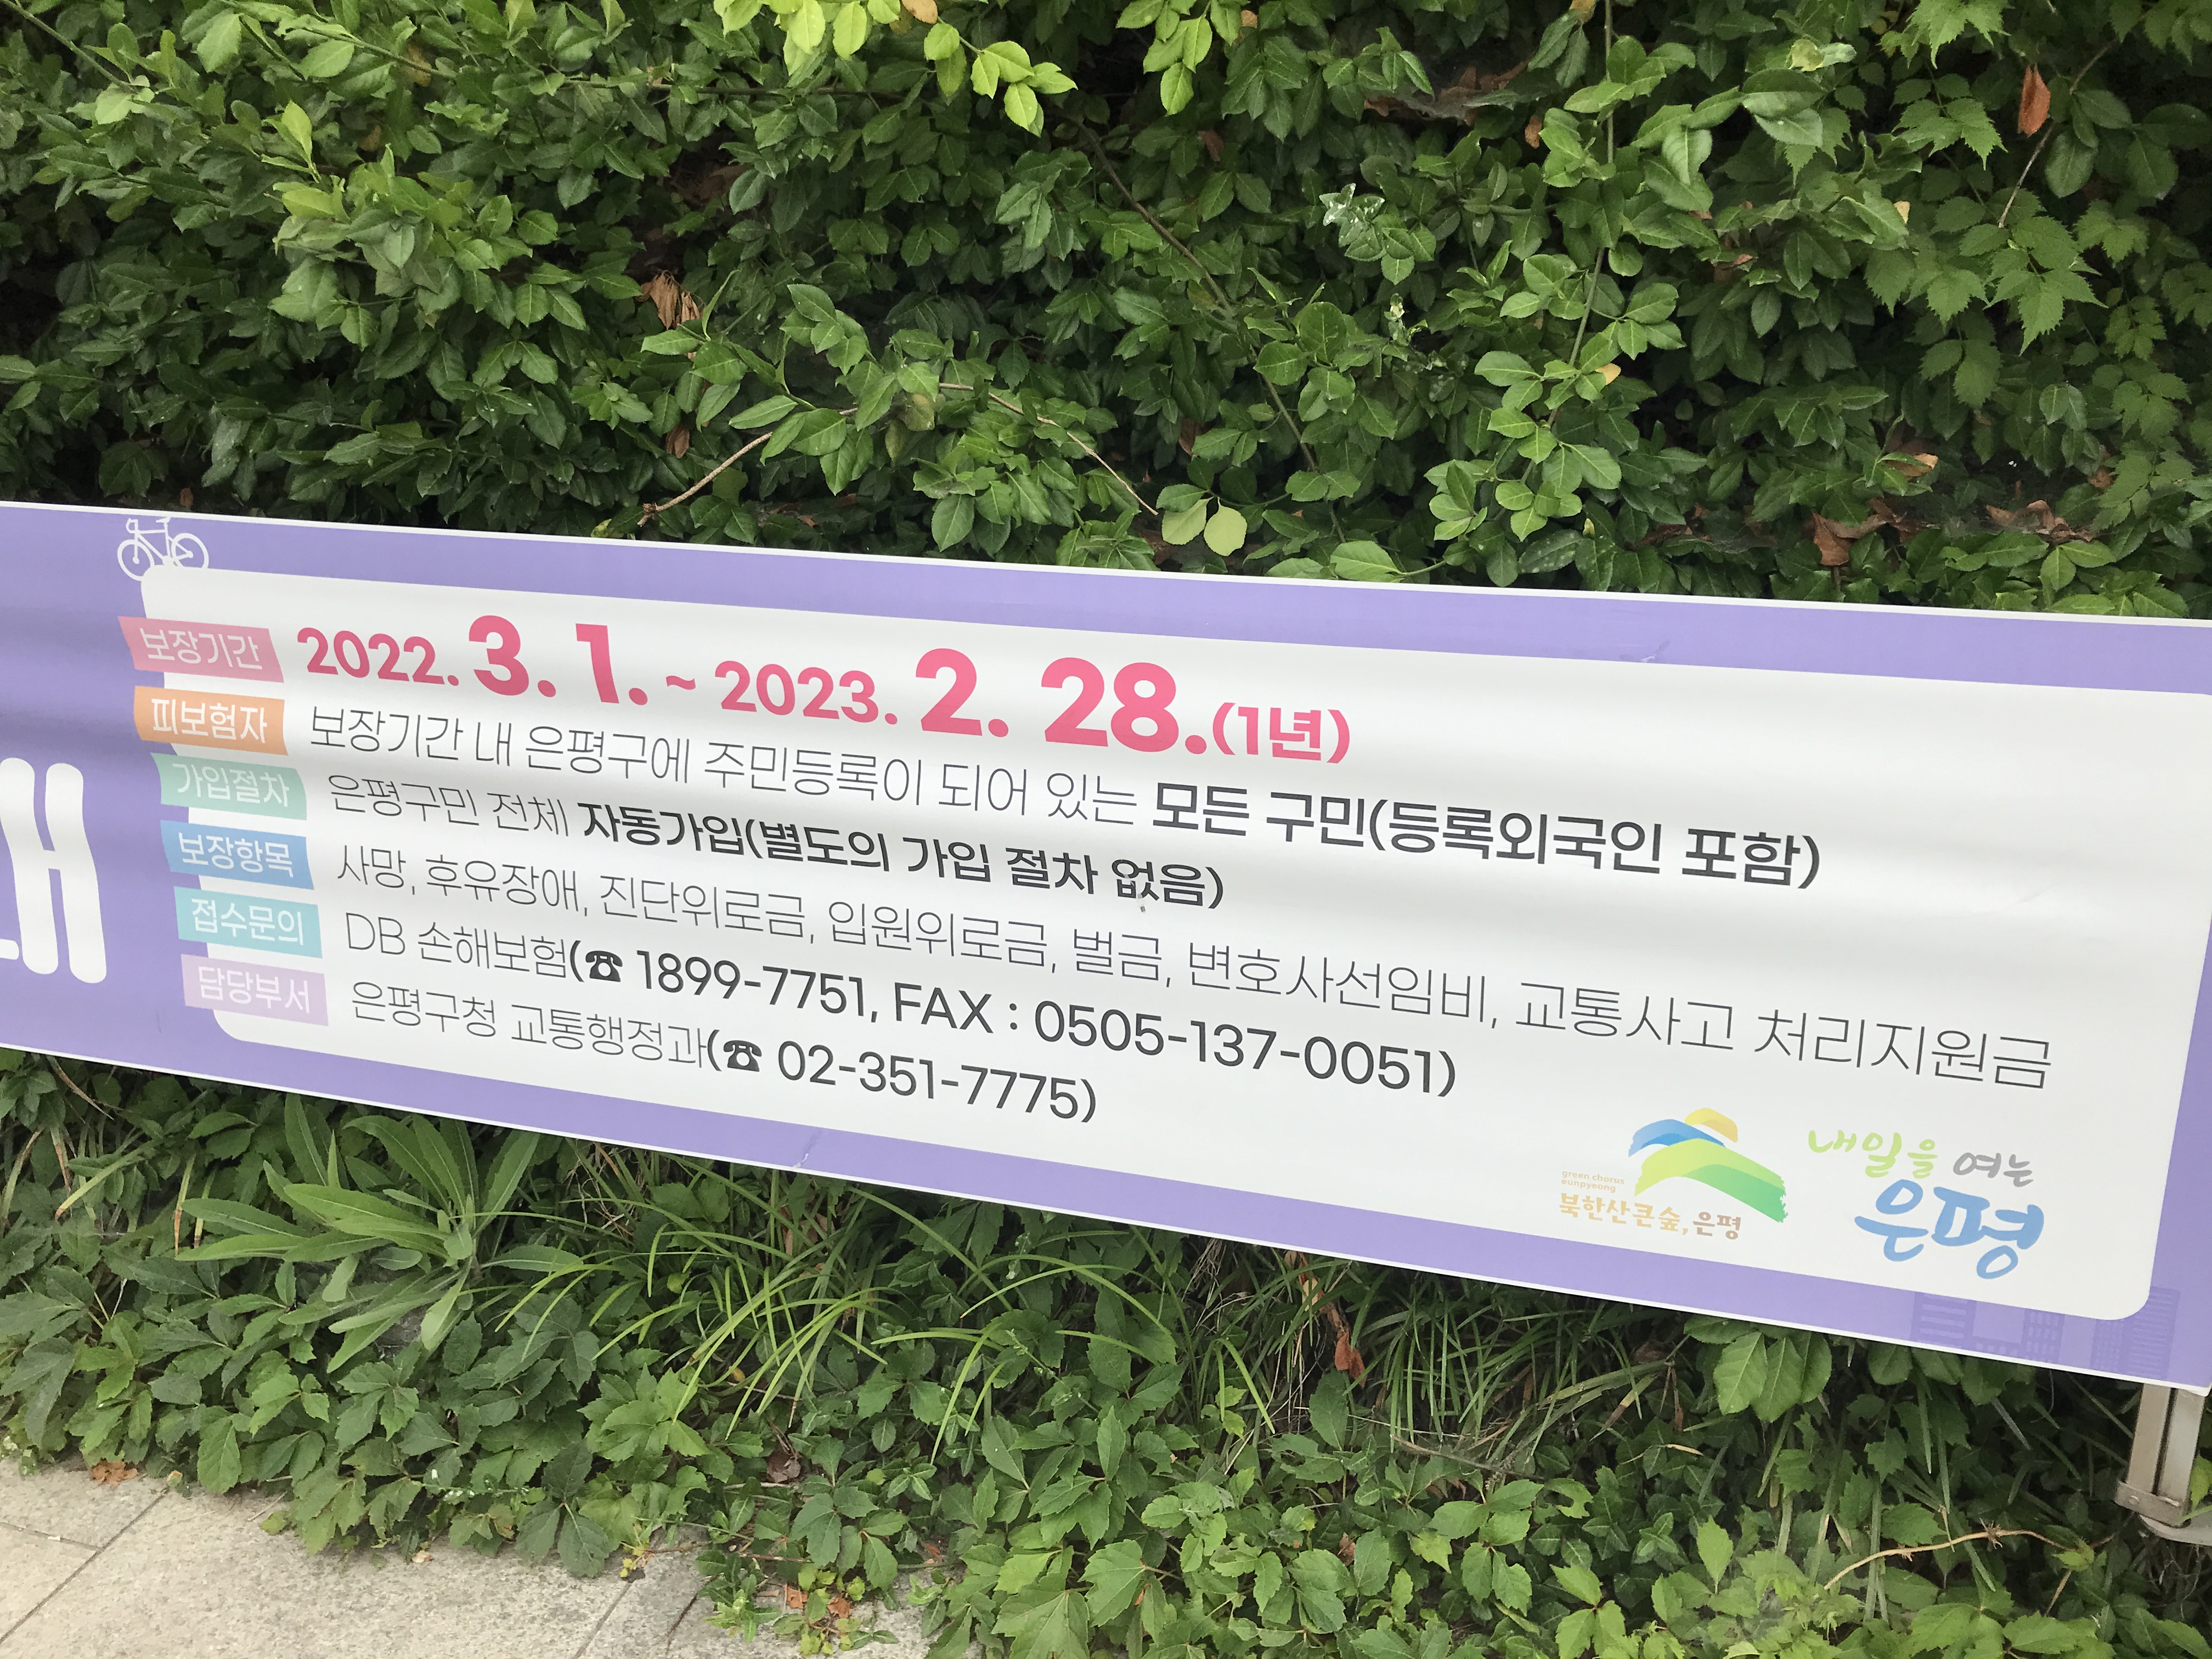 보장기간 2022. 3. 1. ~ 2023. 2. 28.(1년)
피보험자 보장기간 내 은평구에 주민등록이 되어 있는 모든 구민(등록외국인 포함)
가입절차 은평구민 전체 자동가입(별도의 가입 절차 없음)
보장항목 사망, 후유장애, 진단위로금, 입원위로금, 벌금, 변호사선임비, 교통사고 처리지원금
접수문의 DB 손해보험(☎ 1899-7751, FAX : 0505-137-0051)
담당부서 은평구청 교통행정과(☎ 02-351-7775)
green chorus
eunpyeong
북한산큰숲,은평
내일을 여는
은평